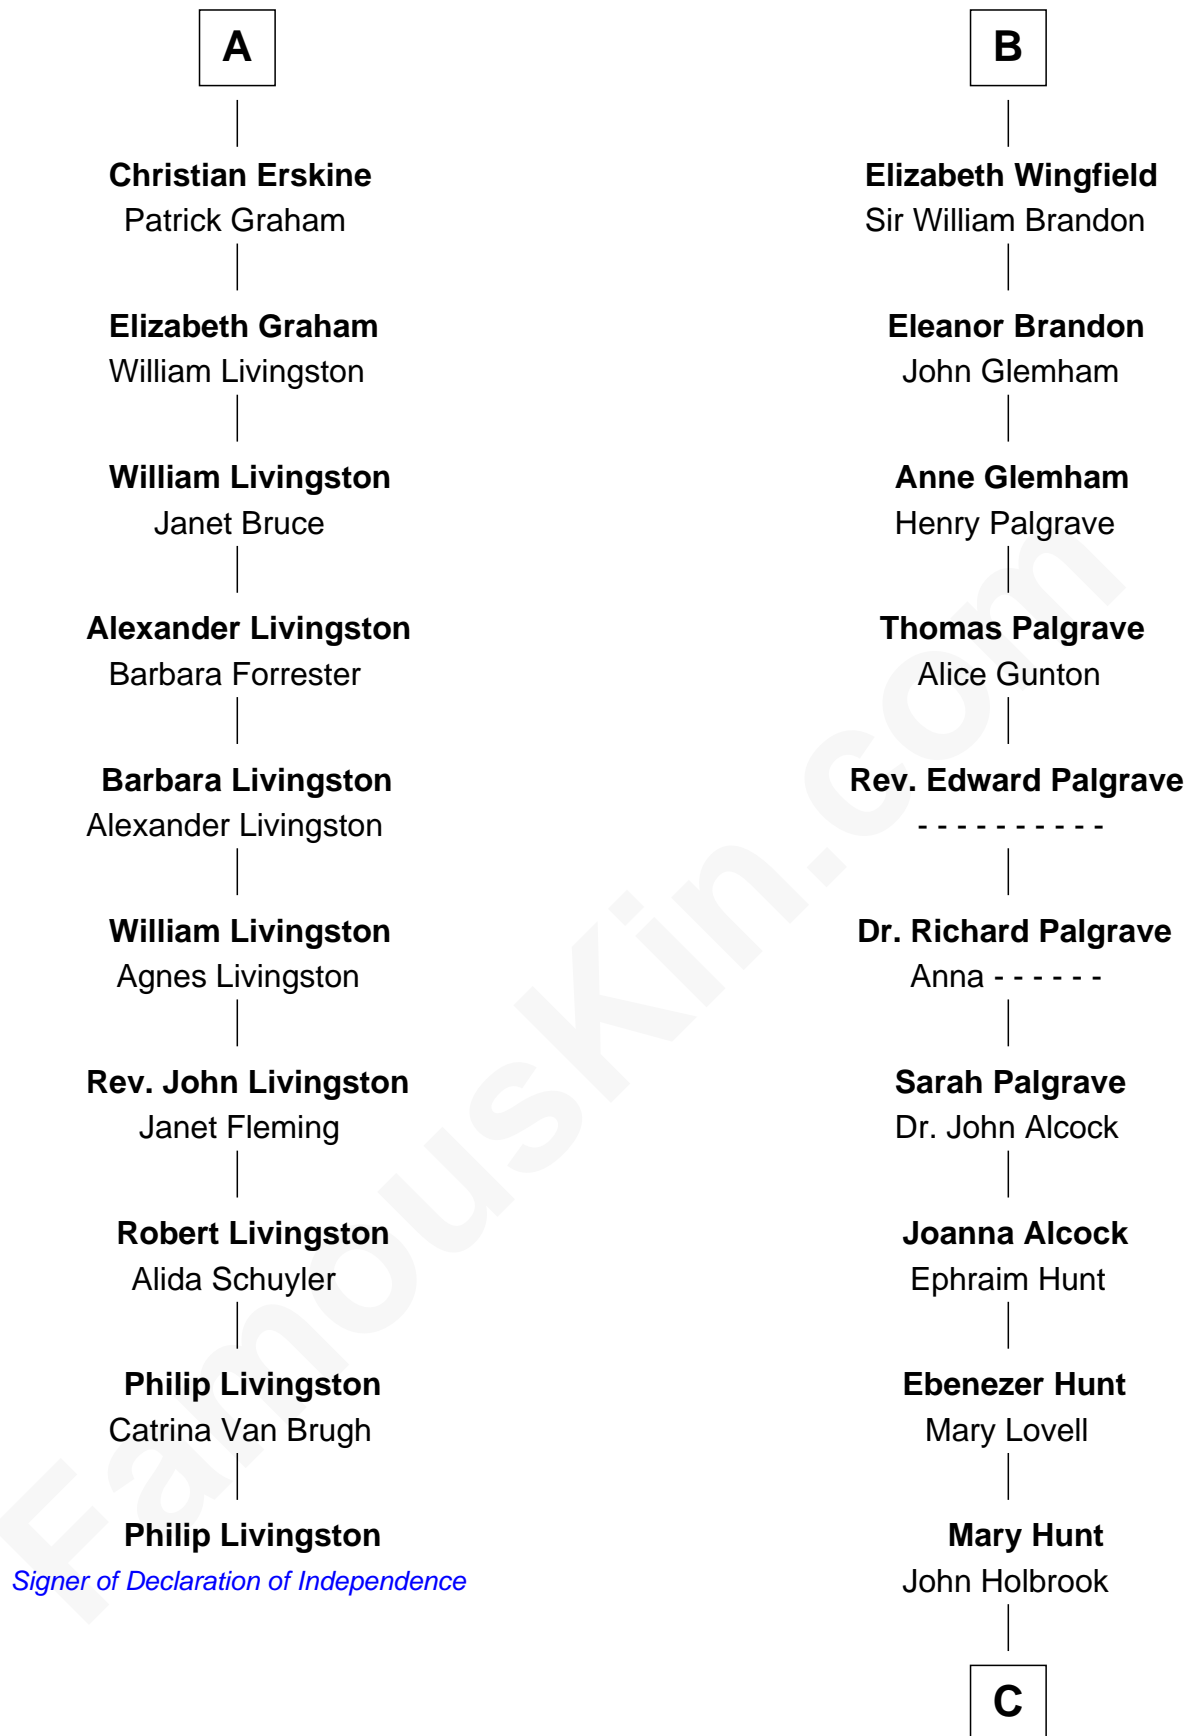 A
Christian Erskine
Patrick Graham
Elizabeth Graham
William Livingston
William Livingston
Janet Bruce
Alexander Livingston
Barbara Forrester
Barbara Livingston
Alexander Livingston
William Livingston
Agnes Livingston
Rev. John Livingston
Janet Fleming
Robert Livingston
Alida Schuyler
Philip Livingston
Catrina Van Brugh
Philip Livingston
Signer of Declaration of Independence
B
Elizabeth Wingfield
Sir William Brandon
Eleanor Brandon
John Glemham
Anne Glemham
Henry Palgrave
Thomas Palgrave
Alice Gunton
Rev. Edward Palgrave
- - - - - - - - - -
Dr. Richard Palgrave
Anna - - - - - -
Sarah Palgrave
Dr. John Alcock
Joanna Alcock
Ephraim Hunt
Ebenezer Hunt
Mary Lovell
Mary Hunt
John Holbrook
C
FamousKin.com